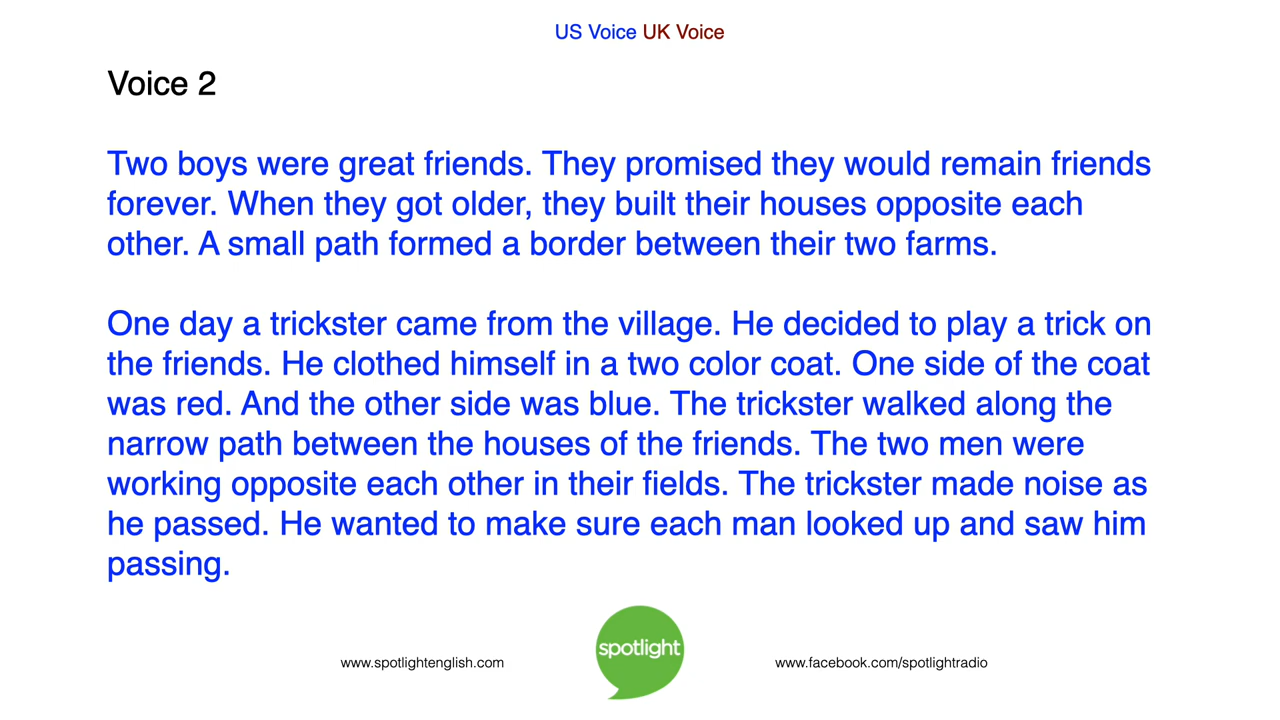 US Voice UK Voice
Voice 2
Two boys were great friends. They promised they would remain friends
forever. When they got older, they built their houses opposite each
other. A small path formed a border between their two farms.
One day a trickster came from the village. He decided to play a trick on
the friends. He clothed himself in a two color coat. One side of the coat
was red. And the other side was blue. The trickster walked along the
narrow path between the houses of the friends. The two men were
working opposite each other in their fields. The trickster made noise as
he passed. He wanted to make sure each man looked up and saw him
passing.
www.spotlightenglish.com
spotlight
www.facebook.com/spotlightradio